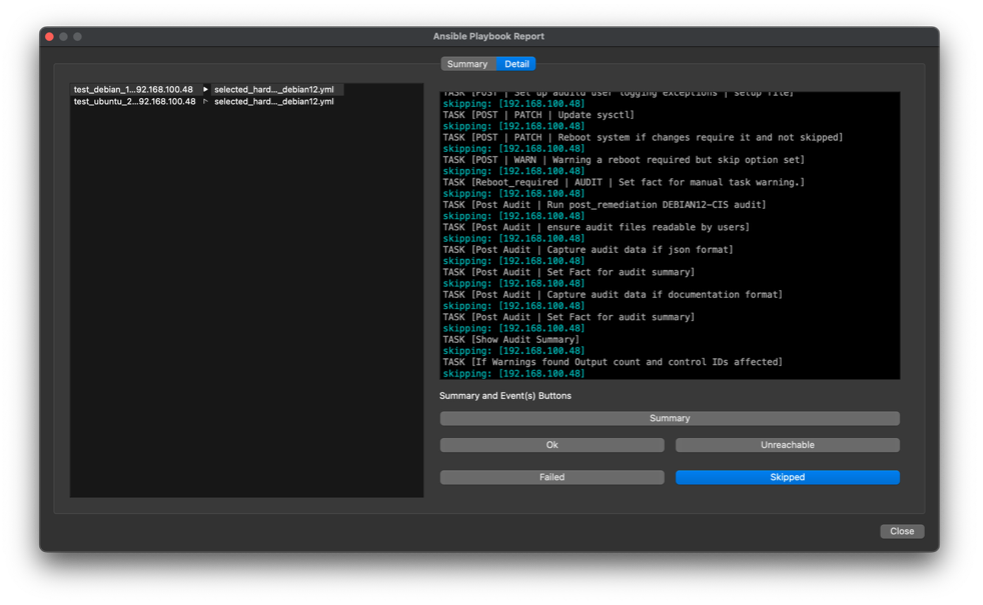 Ansible Playbook Report
Summary Detail
test_debian_1...92.168.100.48 ▸ selected_hard..._debian12.yml
test_ubuntu_2...92.168.100.48 ▹ selected_hard..._debian12.yml
TASK [POST | Set up auditd user logging exceptions | setup file]
skipping: [192.168.100.48]
TASK [POST | PATCH | Update sysctl]
skipping: [192.168.100.48]
TASK [POST | PATCH | Reboot system if changes require it and not skipped]
skipping: [192.168.100.48]
TASK [POST | WARN | Warning a reboot required but skip option set]
skipping: [192.168.100.48]
TASK [Reboot_required | AUDIT | Set fact for manual task warning.]
skipping: [192.168.100.48]
TASK [Post Audit | Run post_remediation DEBIAN12-CIS audit]
skipping: [192.168.100.48]
TASK [Post Audit | ensure audit files readable by users]
skipping: [192.168.100.48]
TASK [Post Audit | Capture audit data if json format]
skipping: [192.168.100.48]
TASK [Post Audit | Set Fact for audit summary]
skipping: [192.168.100.48]
TASK [Post Audit | Capture audit data if documentation format]
skipping: [192.168.100.48]
TASK [Post Audit | Set Fact for audit summary]
skipping: [192.168.100.48]
TASK [Show Audit Summary]
skipping: [192.168.100.48]
TASK [If Warnings found Output count and control IDs affected]
skipping: [192.168.100.48]
Summary and Event(s) Buttons
Summary
Ok Unreachable
Failed Skipped
Close